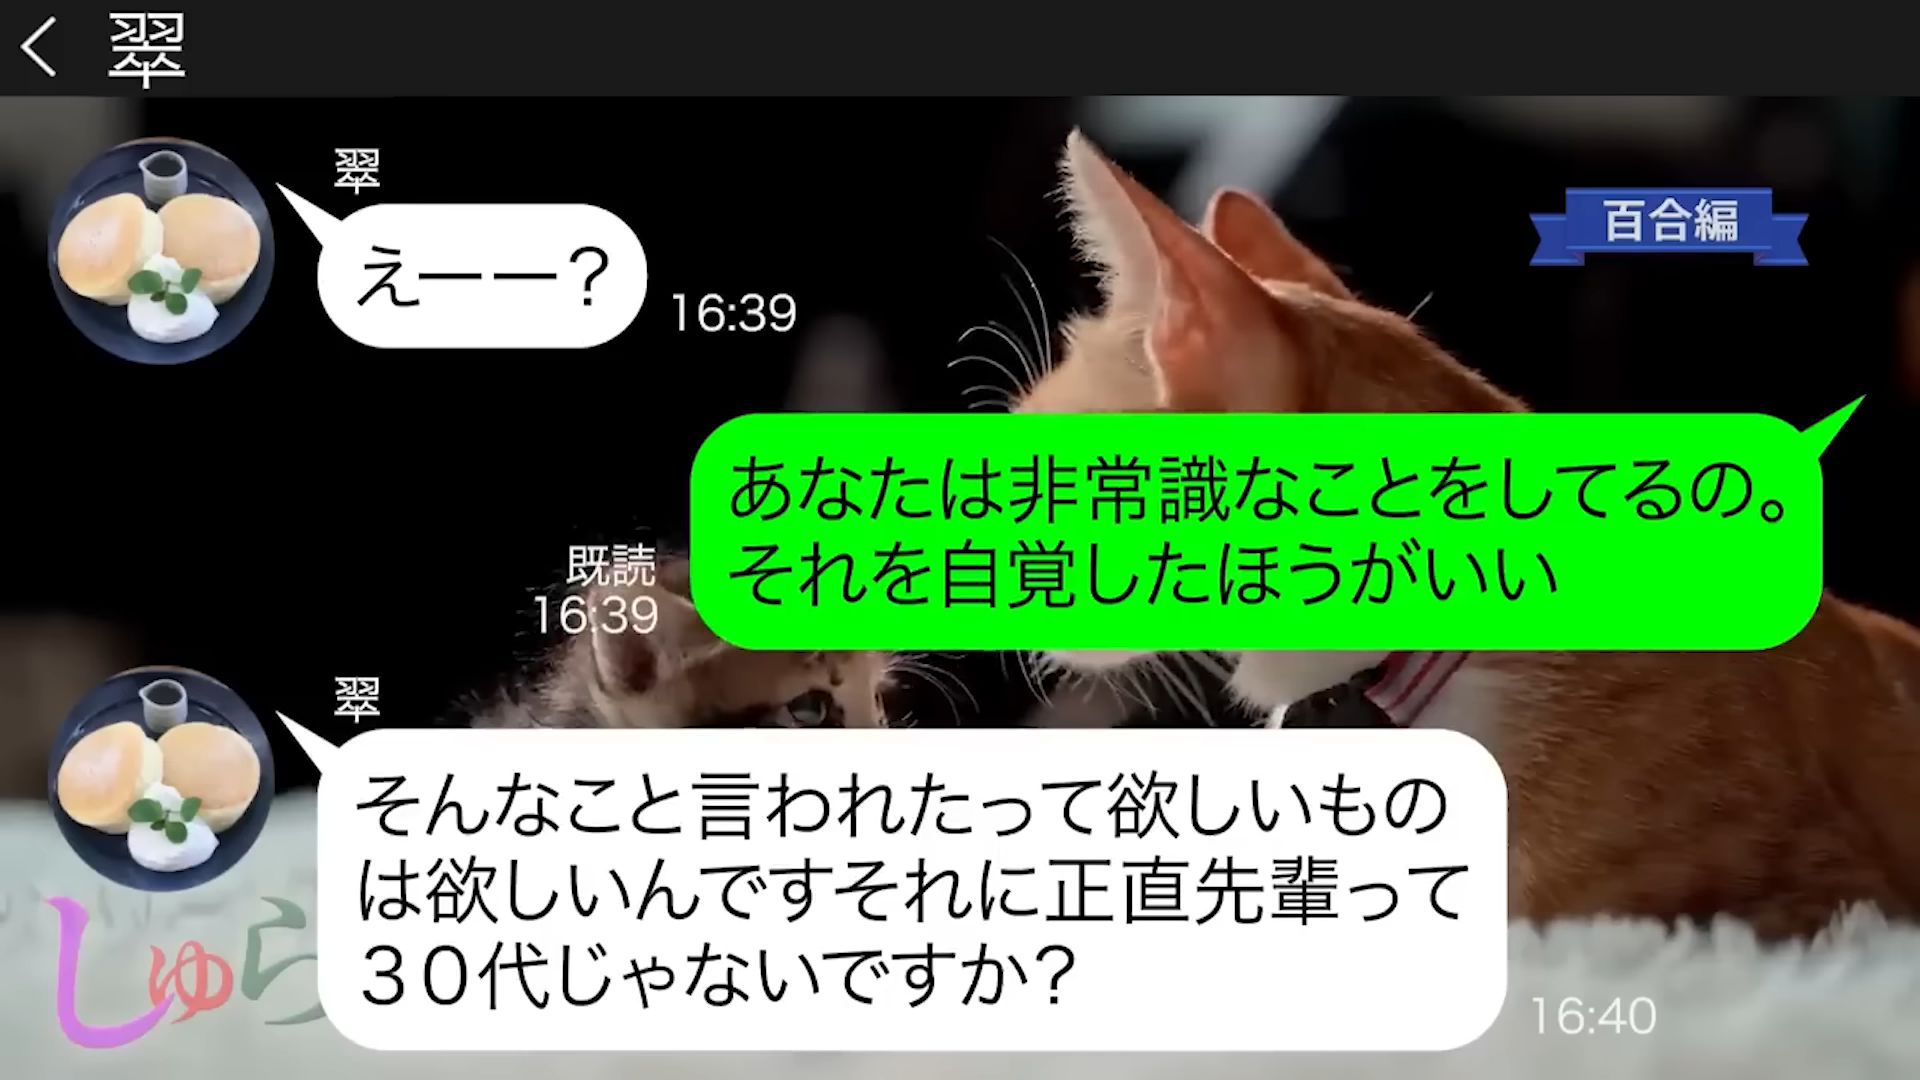 翠
翠
えーー？
16:39
百合編
あなたは非常識なことをしてるの。
それを自覚したほうがいい
既読
16:39
翠
そんなこと言われたって欲しいもの
は欲しいんですそれに正直先輩って
３０代じゃないですか？
16:40
しゅら